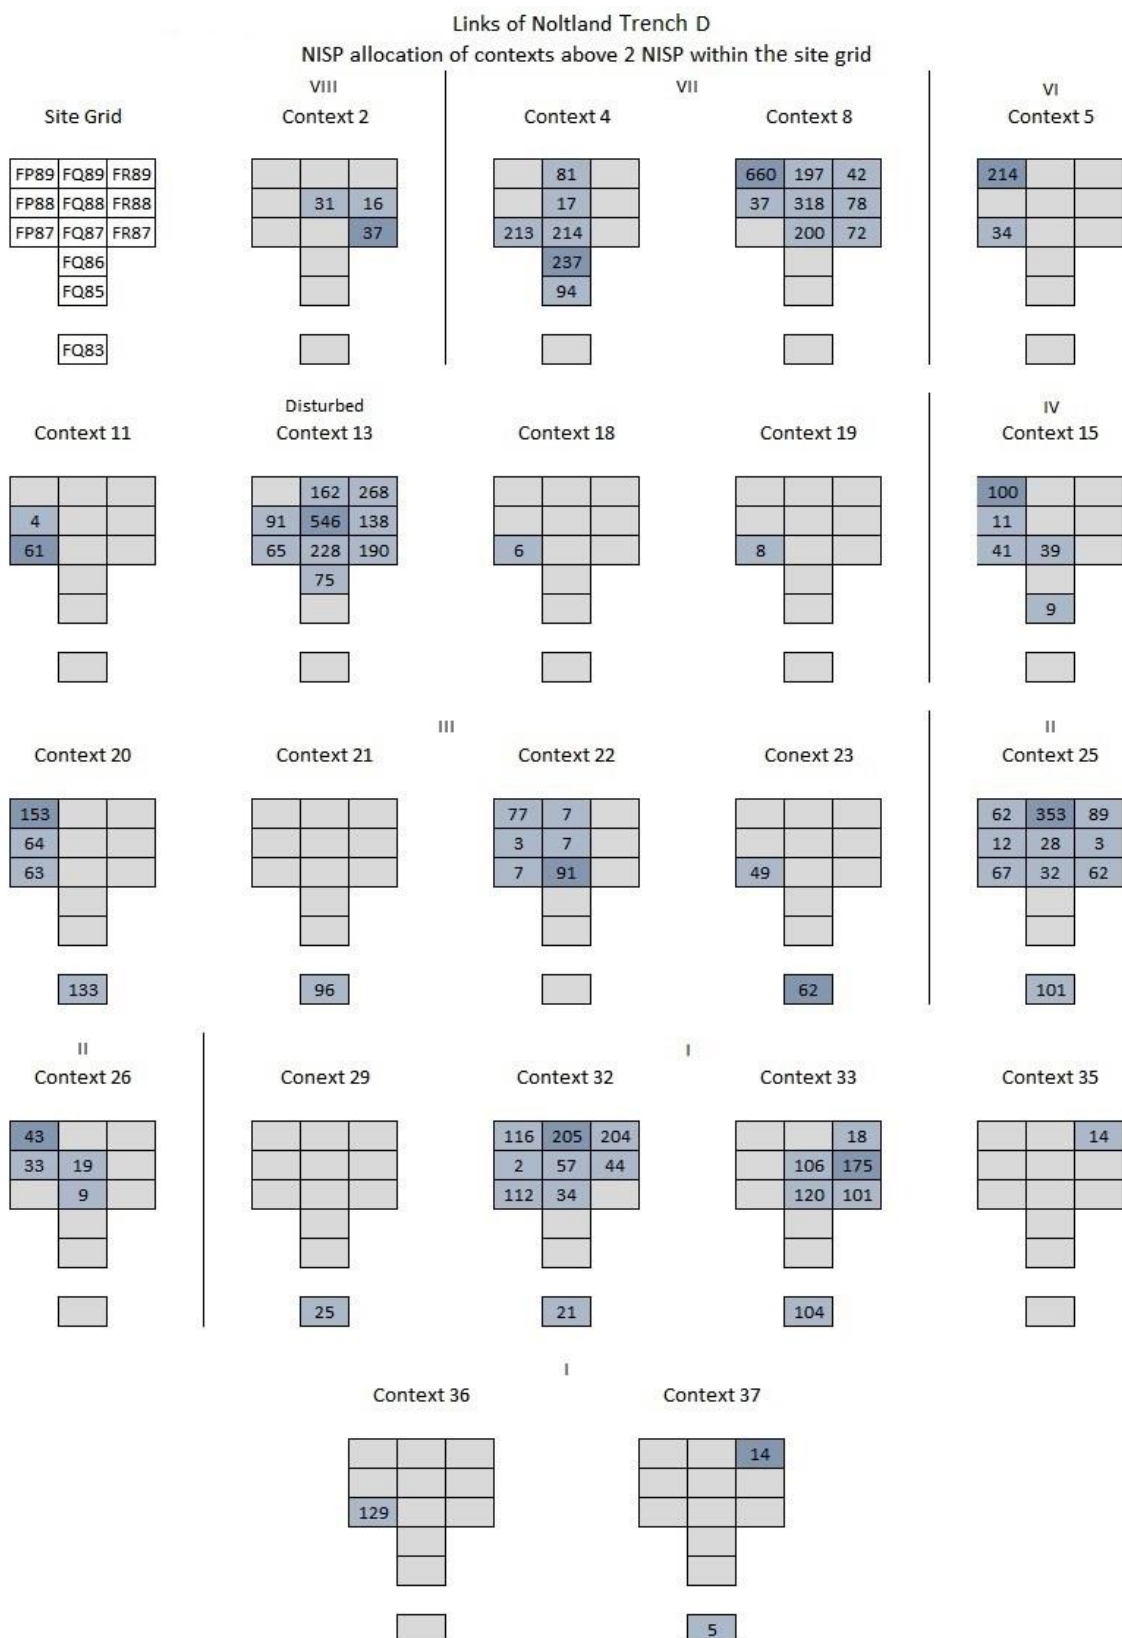 Links of Noltland Trench D
NISP allocation of contexts above 2 NISP within the site grid
VIII VII VI
Site Grid Context 2 Context 4 Context 8 Context 5
FP89 FQ89 FR89 81 660 197 42 214
FP88 FQ88 FR88 31 16 17 37 318 78
FP87 FQ87 FR87 37 213 214 200 72 34
FQ86 237
FQ85 94
FQ83
Disturbed IV
Context 11 Context 13 Context 18 Context 19 Context 15
162 268 100
4 91 546 138 11
61 65 228 190 6 8 41 39
75
9
III II
Context 20 Context 21 Context 22 Conext 23 Context 25
153 77 7 62 353 89
64 3 7 12 28 3
63 7 91 49 67 32 62
133 96 62 101
II I
Context 26 Conext 29 Context 32 Context 33 Context 35
43 116 205 204 18 14
33 19 2 57 44 106 175
9 112 34 120 101
25 21 104
I
Context 36 Context 37
14
129
5